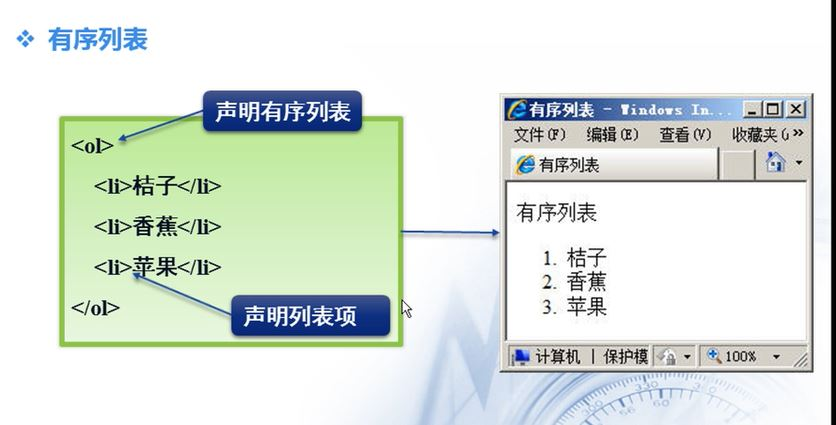 有序列表
声明有序列表
<ol>
<li>桔子</li>
<li>香蕉</li>
<li>苹果</li>
</ol>
声明列表项
有序列表 - Windows In...
文件(F) 编辑(E) 查看(V) 收藏夹(
有序列表
有序列表
1. 桔子
2. 香蕉
3. 苹果
计算机 | 保护模
100%
330